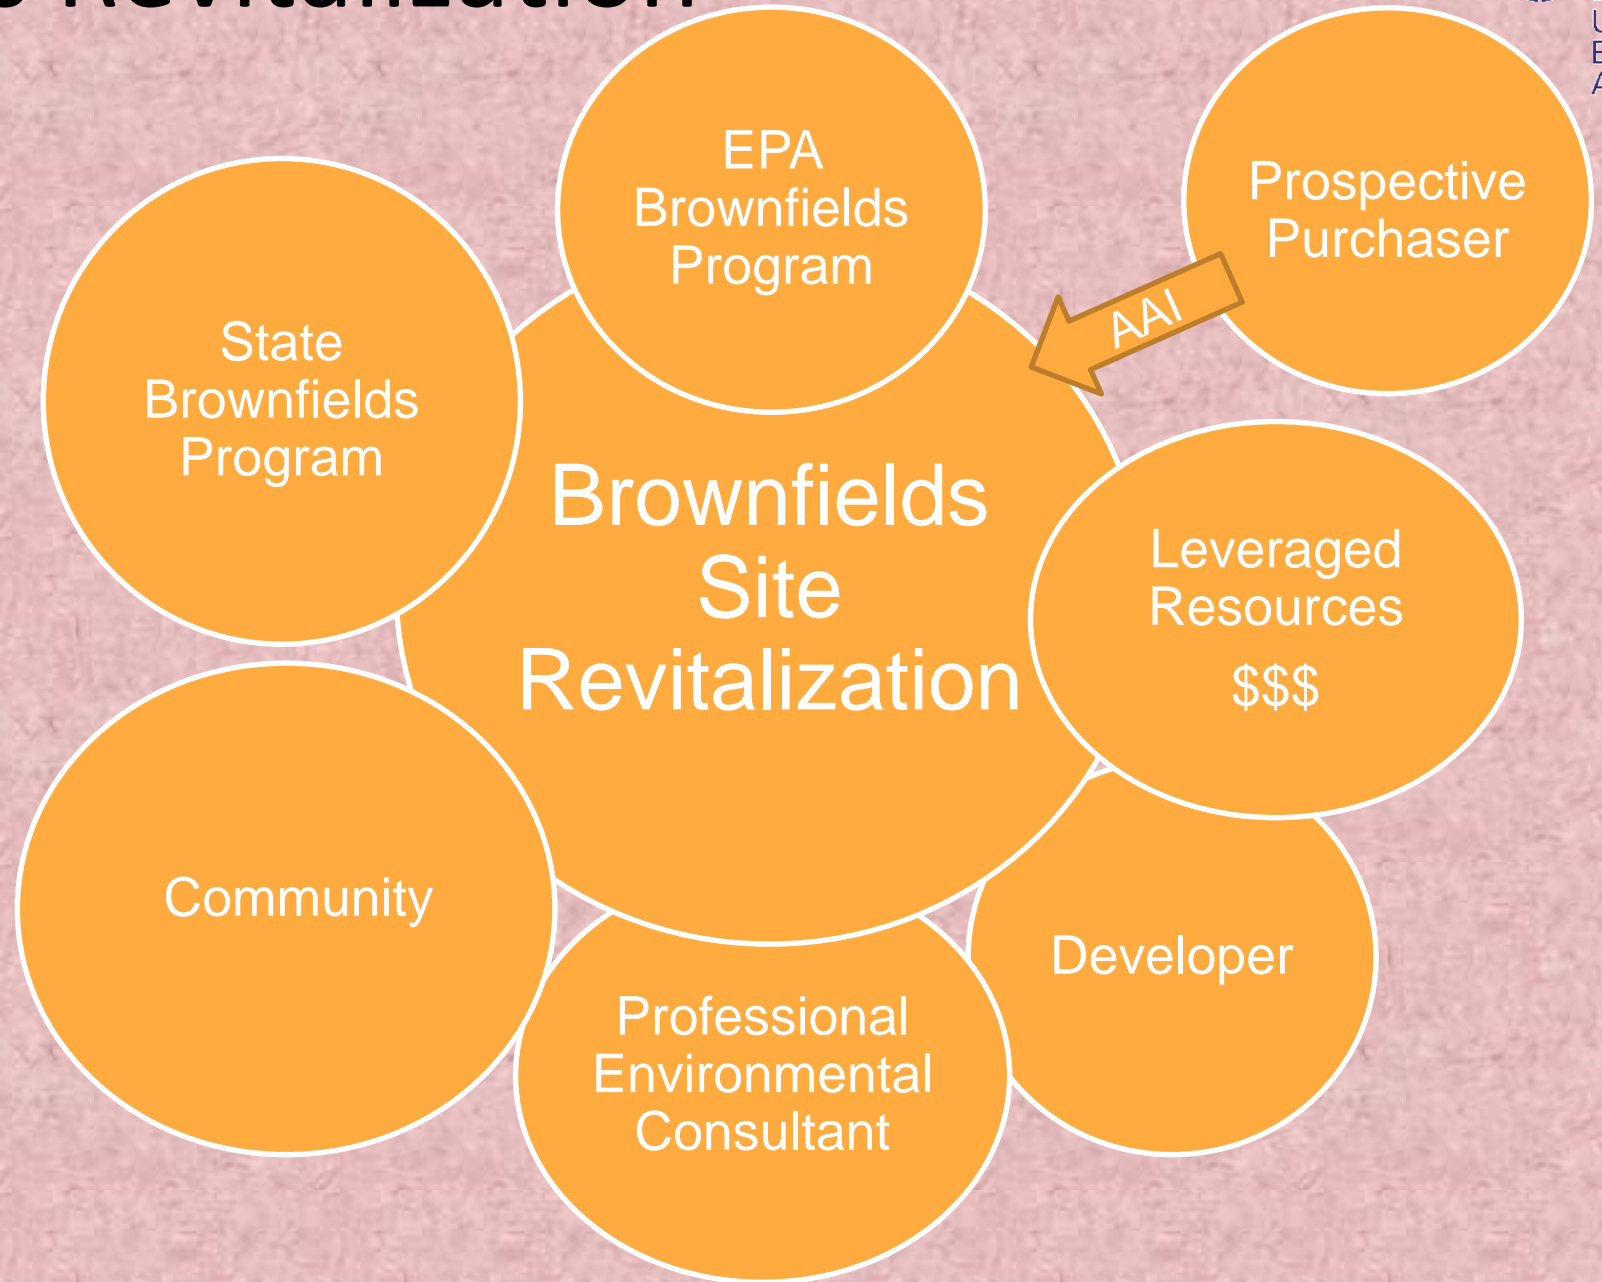 Revitalization
EPA
Brownfields
Program
Prospective
Purchaser
AAI
State
Brownfields
Program
Brownfields
Site
Revitalization
Leveraged
Resources
$$$
Community
Developer
Professional
Environmental
Consultant